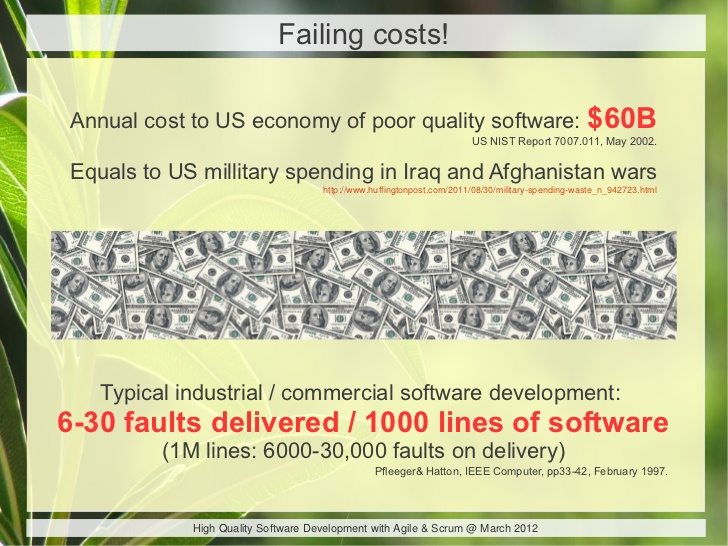 Failing costs!
Annual cost to US economy of poor quality software: $60B
US NIST Report 7007.011, May 2002.
Equals to US millitary spending in Iraq and Afghanistan wars
http://www.huffingtonpost.com/2011/08/30/military-spending-waste_n_942723.html
Typical industrial / commercial software development:
6-30 faults delivered / 1000 lines of software
(1M lines: 6000-30,000 faults on delivery)
Pfleeger& Hatton, IEEE Computer, pp33-42, February 1997.
High Quality Software Development with Agile & Scrum @ March 2012